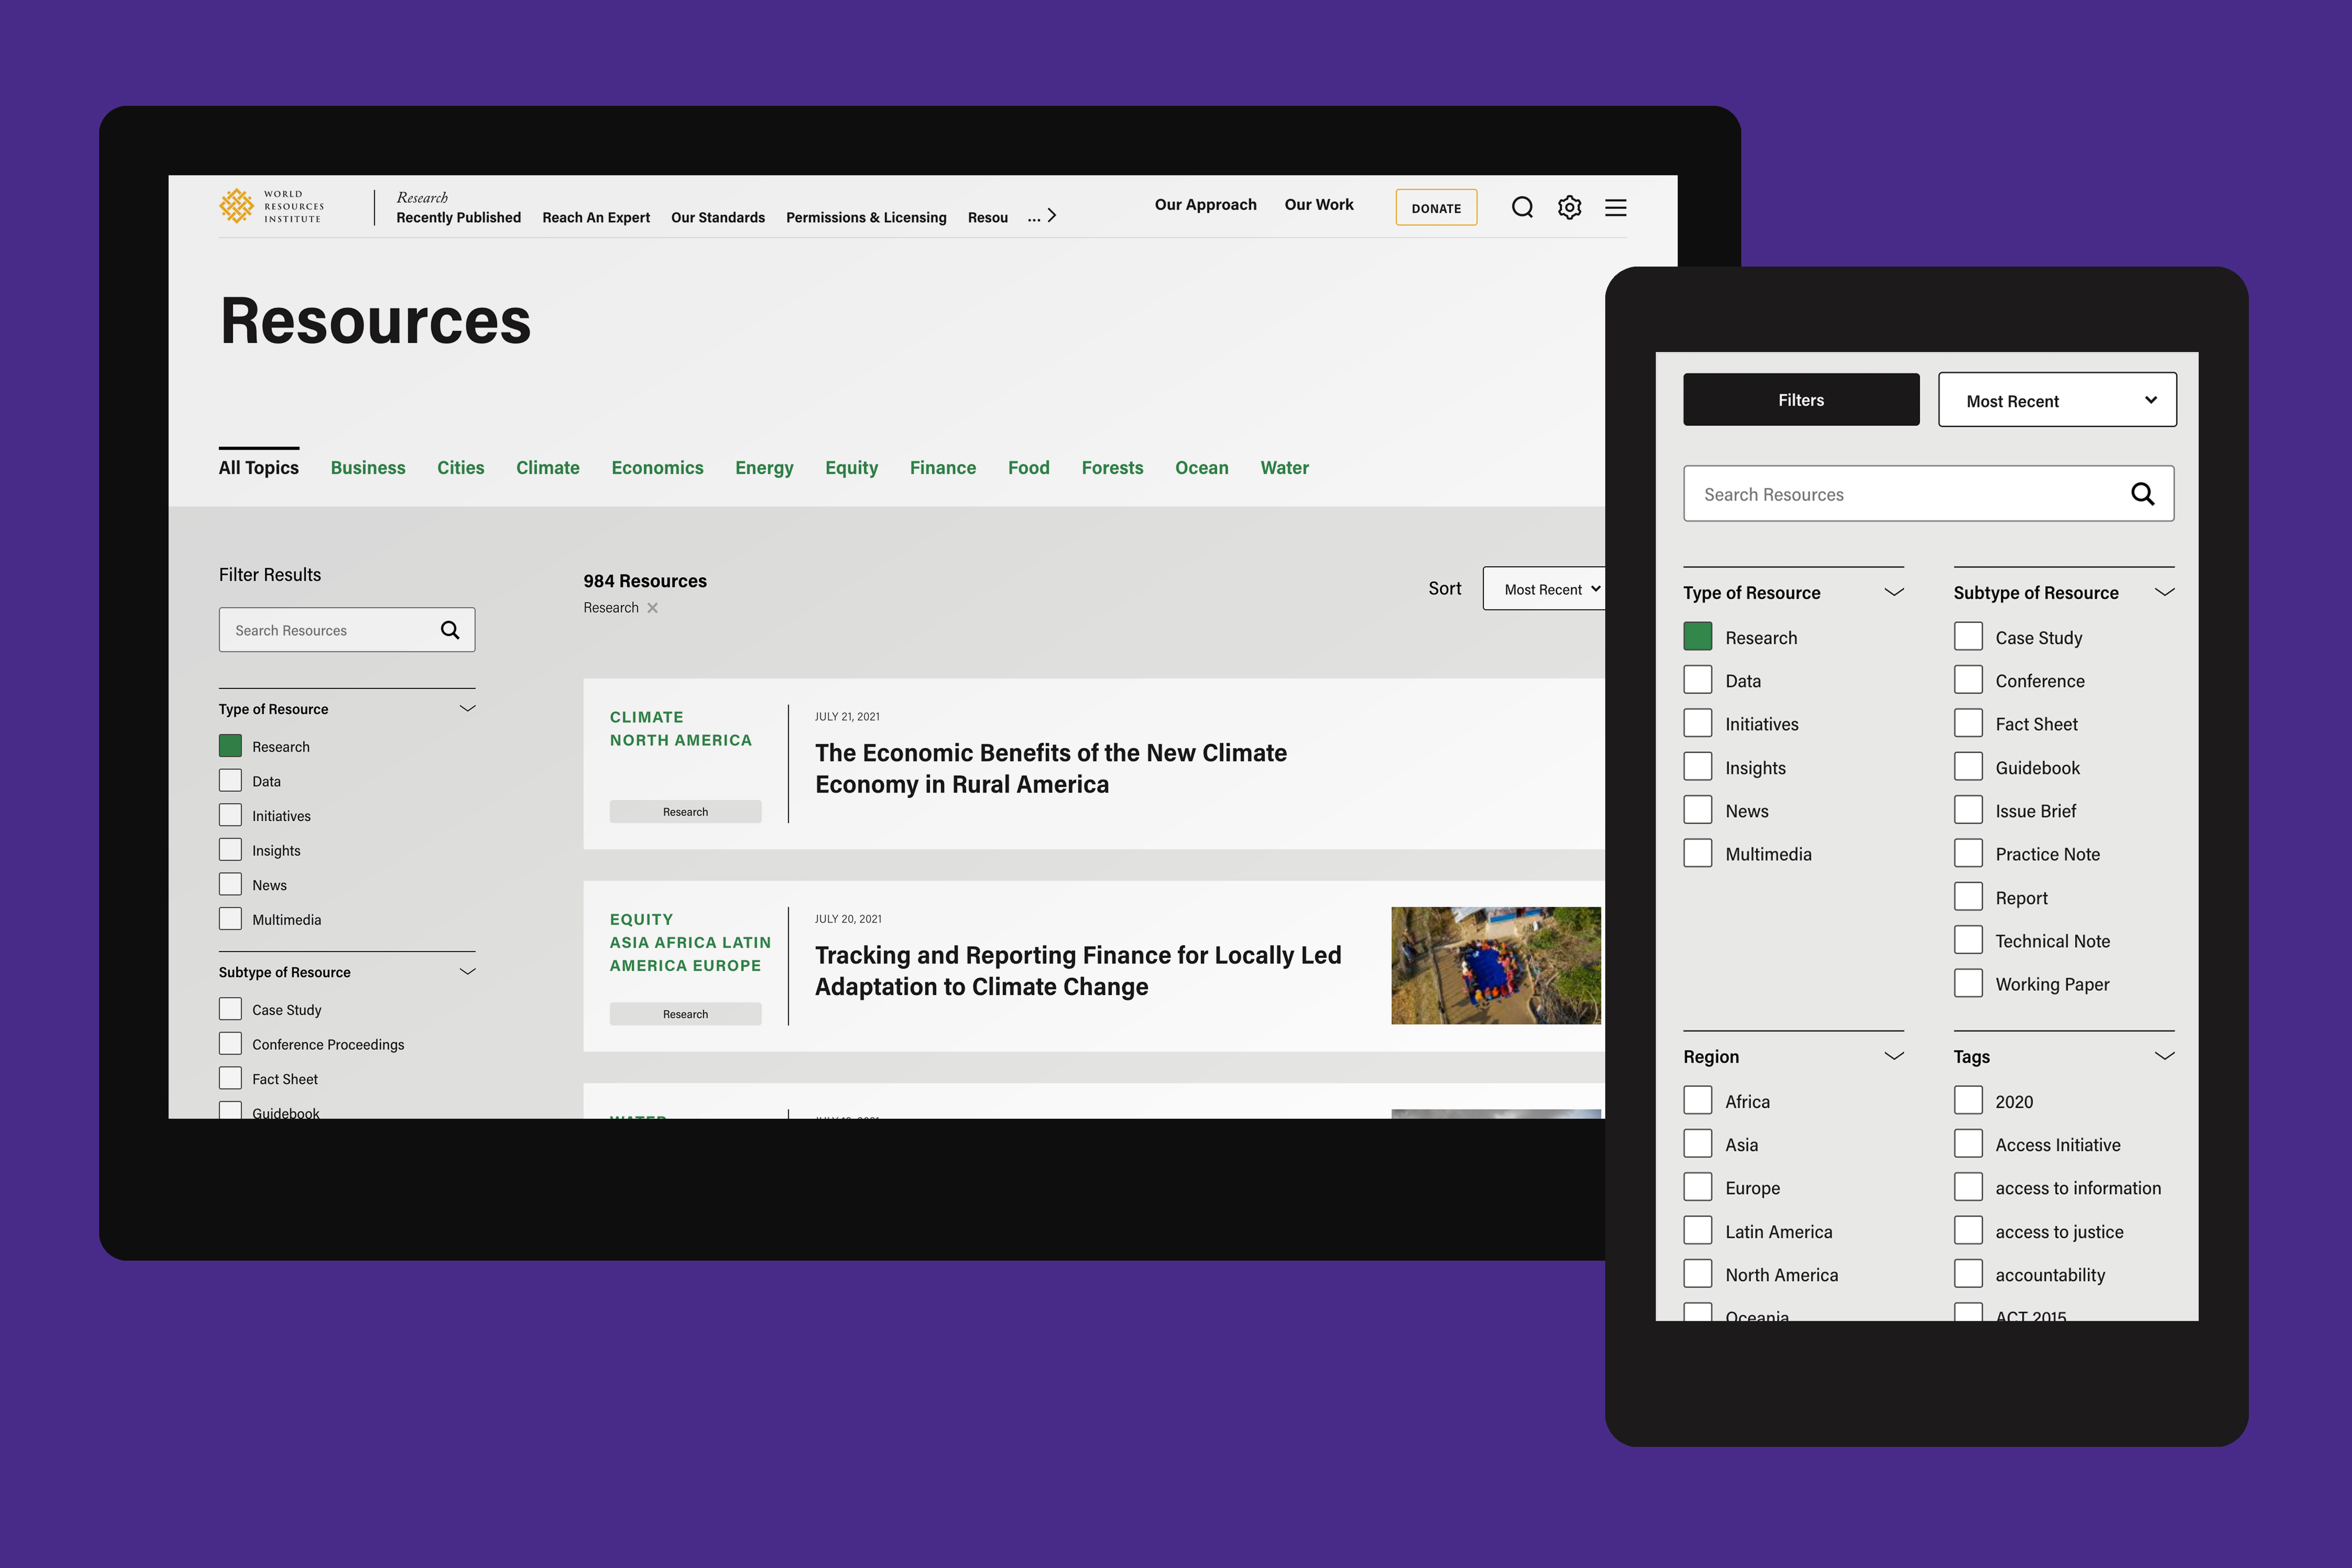 WORLD
RESOURCES
INSTITUTE
Research
Recently Published Reach An Expert Our Standards Permissions & Licensing Resou ...
Our Approach Our Work DONATE
Resources
All Topics Business Cities Climate Economics Energy Equity Finance Food Forests Ocean Water
Filter Results
Search Resources
Type of Resource
Research
Data
Initiatives
Insights
News
Multimedia
Subtype of Resource
Case Study
Conference Proceedings
Fact Sheet
Guidebook
984 Resources
Research
Sort Most Recent
CLIMATE
NORTH AMERICA
Research
JULY 21, 2021
The Economic Benefits of the New Climate
Economy in Rural America
EQUITY
ASIA AFRICA LATIN
AMERICA EUROPE
Research
JULY 20, 2021
Tracking and Reporting Finance for Locally Led
Adaptation to Climate Change
WATER
Filters
Most Recent
Search Resources
Type of Resource
Research
Data
Initiatives
Insights
News
Multimedia
Subtype of Resource
Case Study
Conference
Fact Sheet
Guidebook
Issue Brief
Practice Note
Report
Technical Note
Working Paper
Region
Africa
Asia
Europe
Latin America
North America
Oceania
Tags
2020
Access Initiative
access to information
access to justice
accountability
ACT 2015